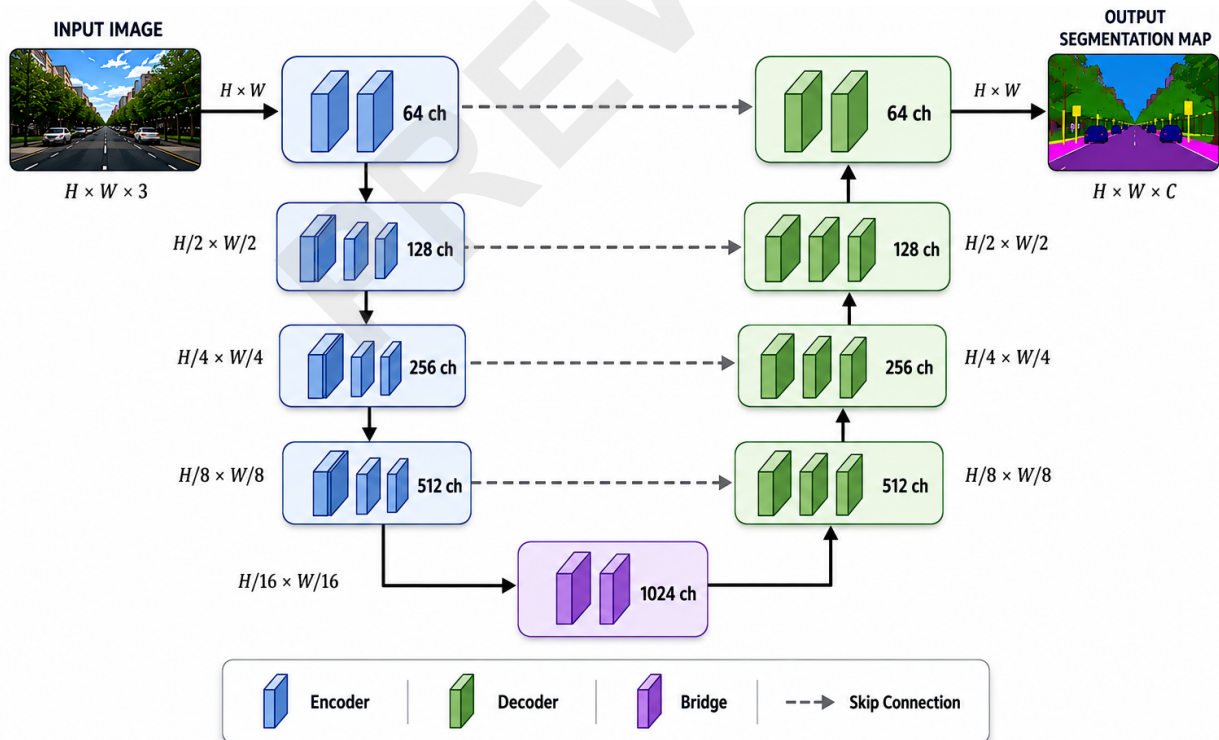 INPUT IMAGE
H × W × 3
H × W
64 ch
64 ch
H × W
OUTPUT
SEGMENTATION MAP
H × W × C
H/2 × W/2
128 ch
128 ch
H/2 × W/2
H/4 × W/4
256 ch
256 ch
H/4 × W/4
H/8 × W/8
512 ch
512 ch
H/8 × W/8
H/16 × W/16
1024 ch
Encoder
Decoder
Bridge
Skip Connection